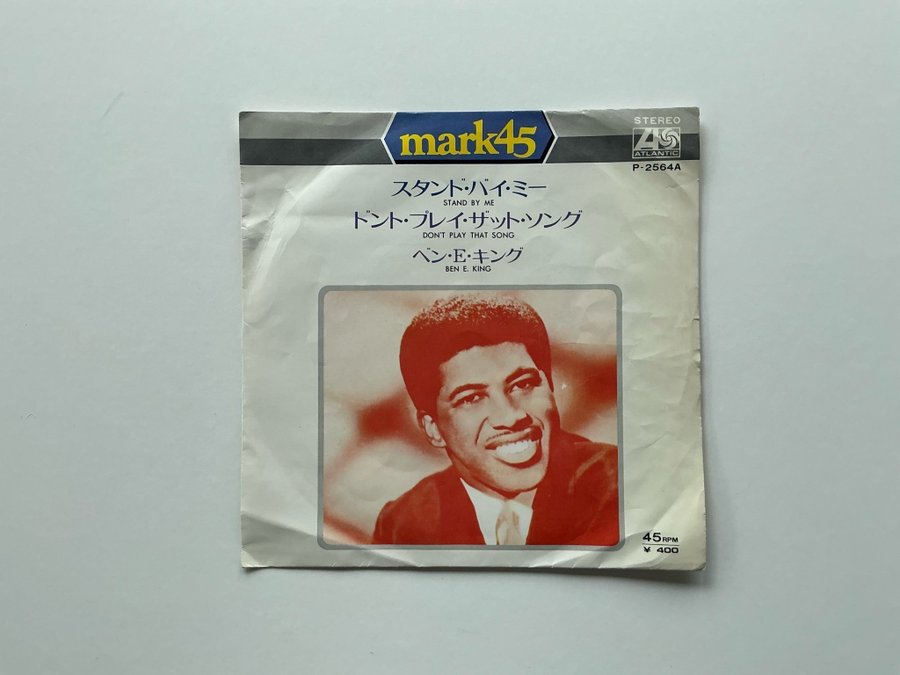 mark45
STEREO
ATLANTIC
P-2564A
スタンド・バイ・ミー
STAND BY ME
ドント・プレイ・ザット・ソング
DON'T PLAY THAT SONG
ベン・E・キング
BEN E. KING
45 RPM
¥ 400